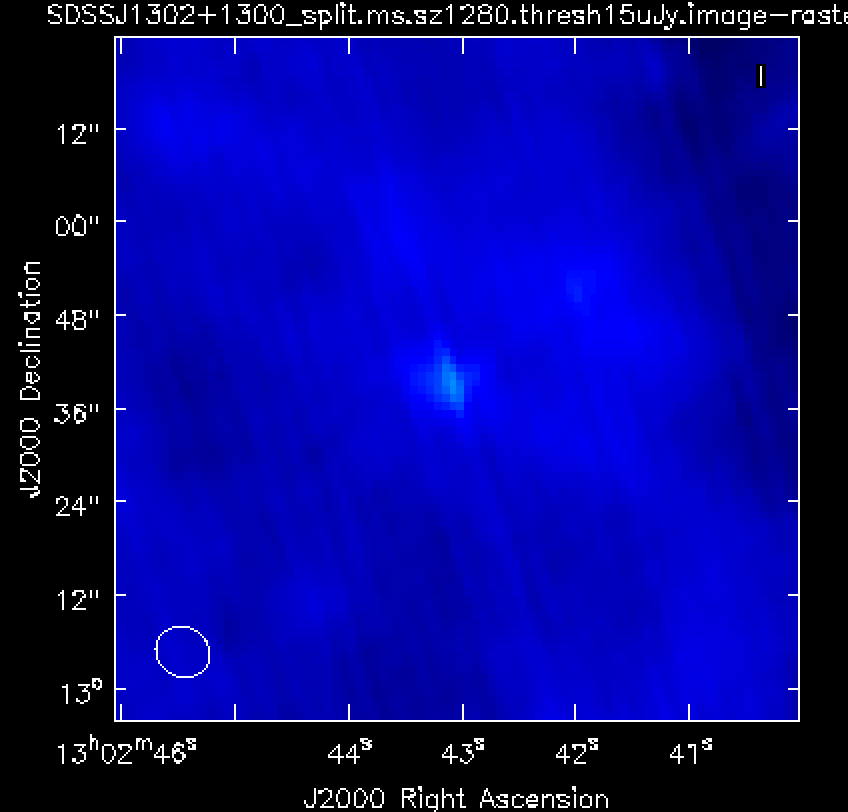 SDSSJ1302+1300_split.ms.sz1280.thresh15uJy.image-raste
I
12"
00"
48"
36"
24"
12"
13°
J2000 Declination
13ʰ02ᵐ46ˢ 44ˢ 43ˢ 42ˢ 41ˢ
J2000 Right Ascension